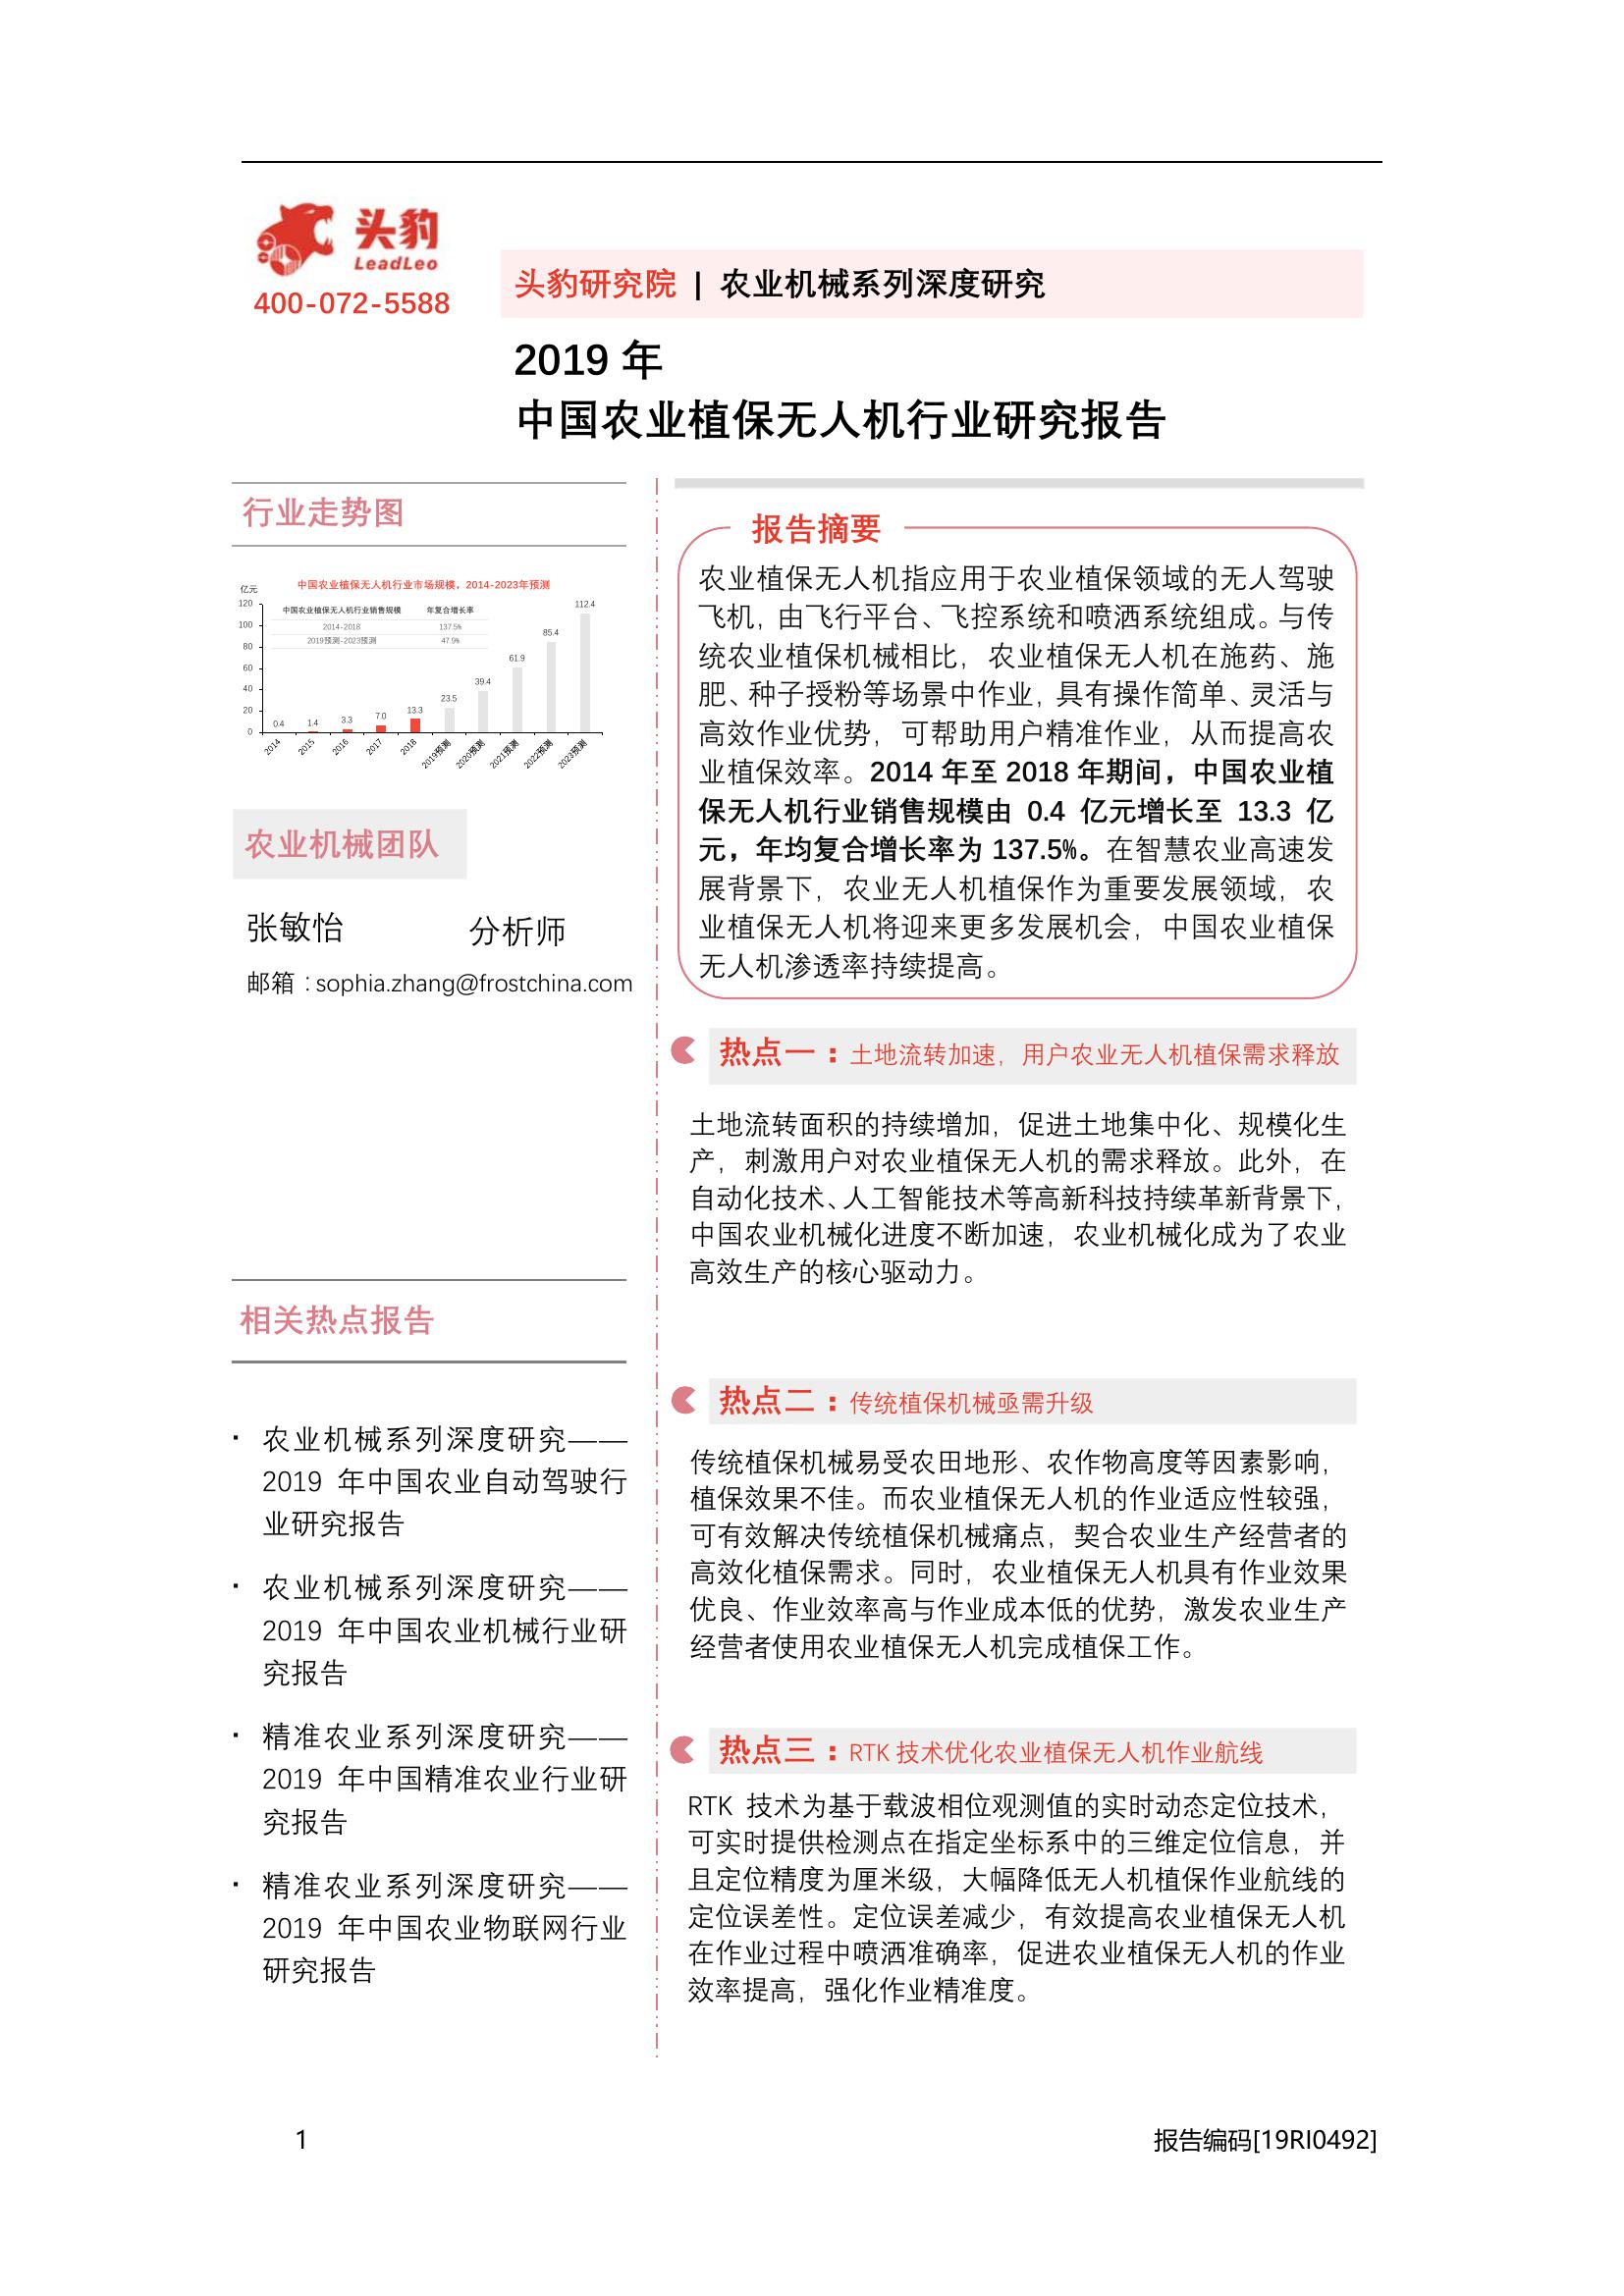 头豹
LeadLeo
400-072-5588
头豹研究院 | 农业机械系列深度研究
2019 年
中国农业植保无人机行业研究报告
行业走势图
亿元
中国农业植保无人机行业市场规模，2014-2023年预测
中国农业植保无人机行业销售规模 年复合增长率
2014-2018 137.5%
2019预测-2023预测 47.9%
120
100
80
60
40
20
0
0.4 1.4 3.3 7.0 13.3 23.5 39.4 61.9 85.4 112.4
2014 2015 2016 2017 2018 2019预测 2020预测 2021预测 2022预测 2023预测
农业机械团队
张敏怡 分析师
邮箱：sophia.zhang@frostchina.com
相关热点报告
· 农业机械系列深度研究——
2019 年中国农业自动驾驶行
业研究报告
· 农业机械系列深度研究——
2019 年中国农业机械行业研
究报告
· 精准农业系列深度研究——
2019 年中国精准农业行业研
究报告
· 精准农业系列深度研究——
2019 年中国农业物联网行业
研究报告
报告摘要
农业植保无人机指应用于农业植保领域的无人驾驶
飞机，由飞行平台、飞控系统和喷洒系统组成。与传
统农业植保机械相比，农业植保无人机在施药、施
肥、种子授粉等场景中作业，具有操作简单、灵活与
高效作业优势，可帮助用户精准作业，从而提高农
业植保效率。2014 年至 2018 年期间，中国农业植
保无人机行业销售规模由 0.4 亿元增长至 13.3 亿
元，年均复合增长率为 137.5%。在智慧农业高速发
展背景下，农业无人机植保作为重要发展领域，农
业植保无人机将迎来更多发展机会，中国农业植保
无人机渗透率持续提高。
热点一：土地流转加速，用户农业无人机植保需求释放
土地流转面积的持续增加，促进土地集中化、规模化生
产，刺激用户对农业植保无人机的需求释放。此外，在
自动化技术、人工智能技术等高新科技持续革新背景下，
中国农业机械化进度不断加速，农业机械化成为了农业
高效生产的核心驱动力。
热点二：传统植保机械亟需升级
传统植保机械易受农田地形、农作物高度等因素影响，
植保效果不佳。而农业植保无人机的作业适应性较强，
可有效解决传统植保机械痛点，契合农业生产经营者的
高效化植保需求。同时，农业植保无人机具有作业效果
优良、作业效率高与作业成本低的优势，激发农业生产
经营者使用农业植保无人机完成植保工作。
热点三：RTK 技术优化农业植保无人机作业航线
RTK 技术为基于载波相位观测值的实时动态定位技术，
可实时提供检测点在指定坐标系中的三维定位信息，并
且定位精度为厘米级，大幅降低无人机植保作业航线的
定位误差性。定位误差减少，有效提高农业植保无人机
在作业过程中喷洒准确率，促进农业植保无人机的作业
效率提高，强化作业精准度。
1 报告编码[19RI0492]